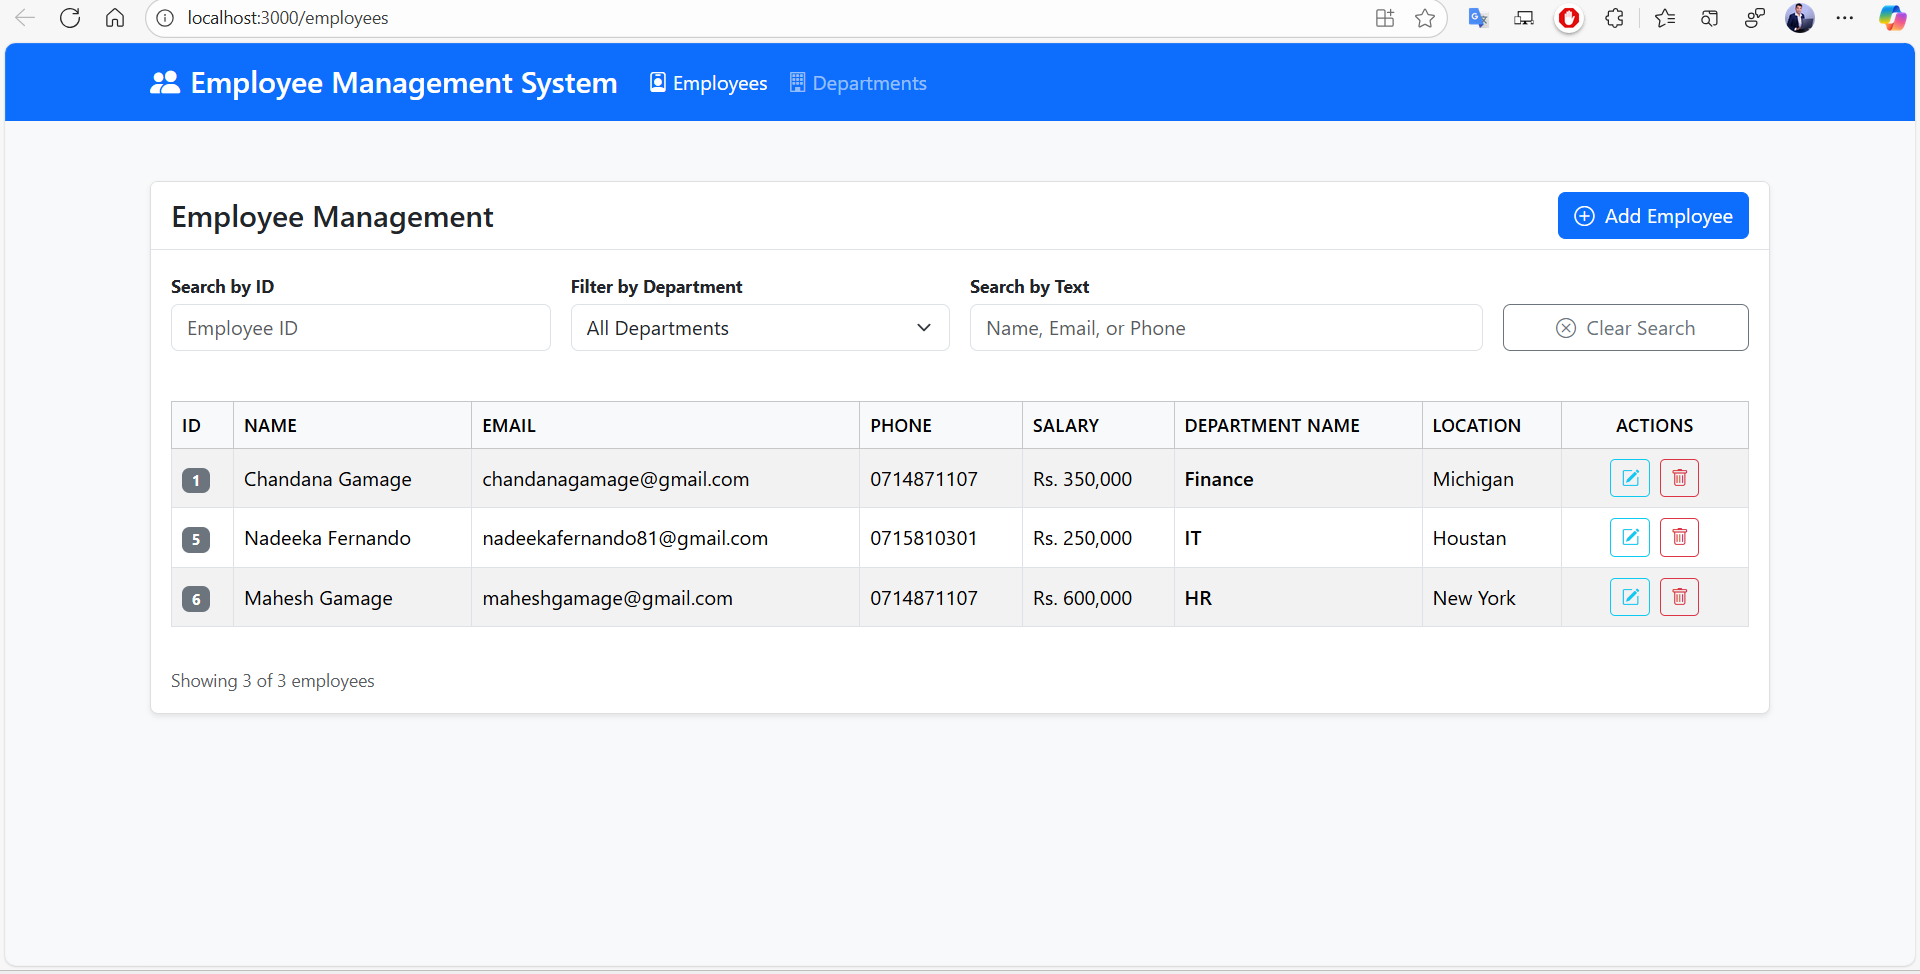 localhost:3000/employees
Employee Management System Employees Departments
Employee Management Add Employee
Search by ID Filter by Department Search by Text
Employee ID All Departments Name, Email, or Phone Clear Search
ID NAME EMAIL PHONE SALARY DEPARTMENT NAME LOCATION ACTIONS
1 Chandana Gamage chandanagamage@gmail.com 0714871107 Rs. 350,000 Finance Michigan
5 Nadeeka Fernando nadeekafernando81@gmail.com 0715810301 Rs. 250,000 IT Houstan
6 Mahesh Gamage maheshgamage@gmail.com 0714871107 Rs. 600,000 HR New York
Showing 3 of 3 employees